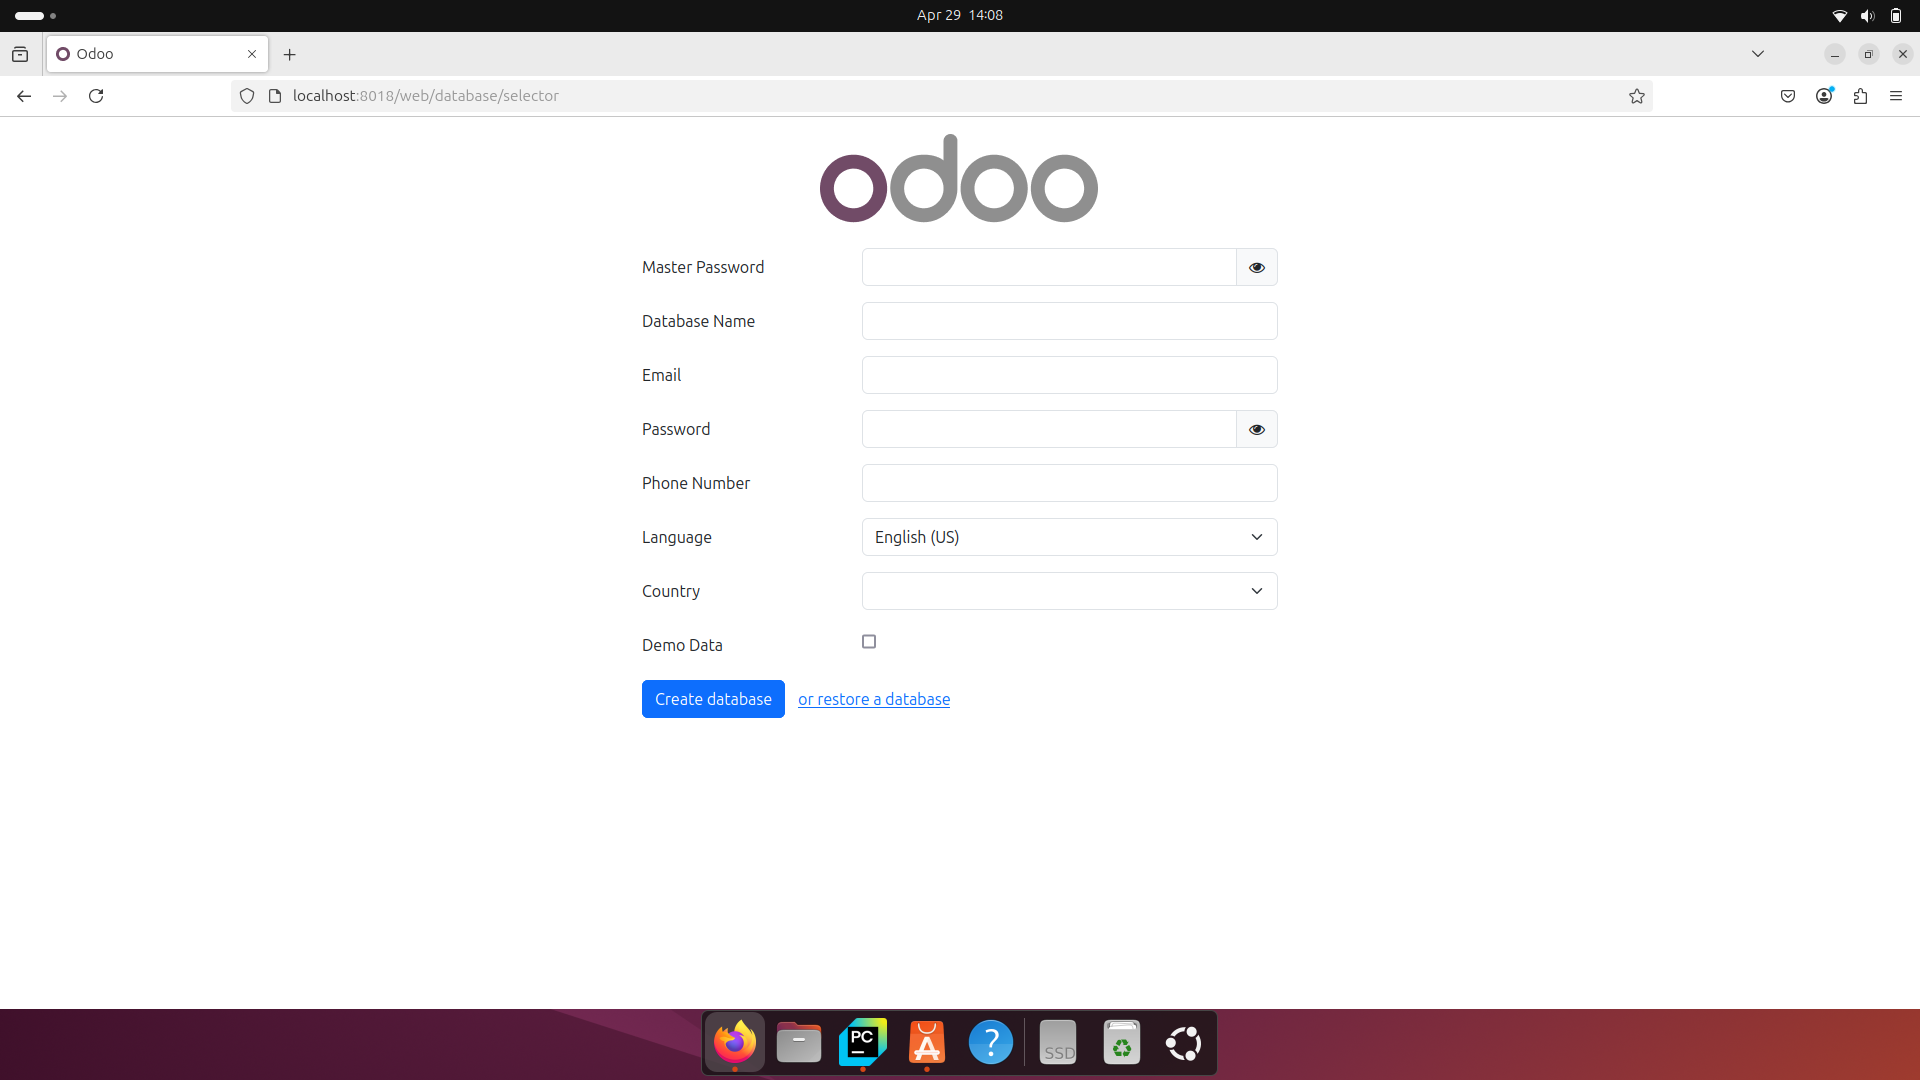 Apr 29 14:08
Odoo
localhost:8018/web/database/selector
odoo
Master Password
Database Name
Email
Password
Phone Number
Language
English (US)
Country
Demo Data
Create database or restore a database
PC
A
?
SSD